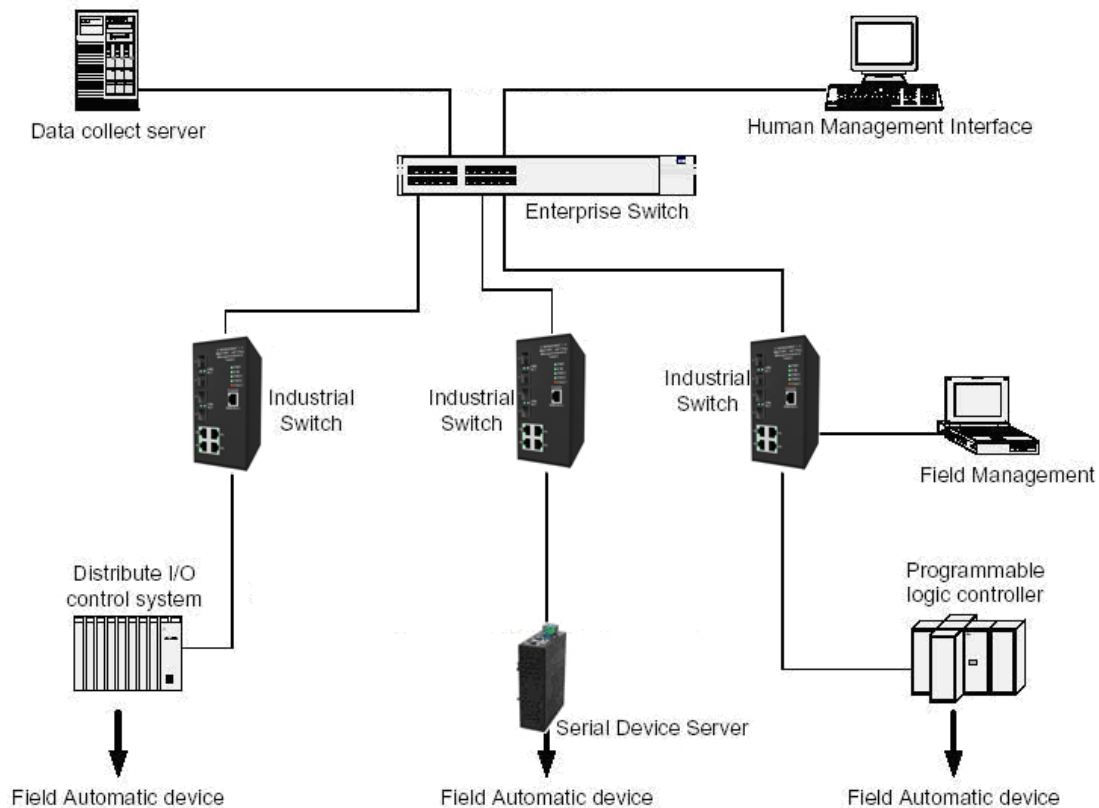 Data collect server
Human Management Interface
Enterprise Switch
Industrial
Switch
Industrial
Switch
Industrial
Switch
Field Management
Distribute I/O
control system
Programmable
logic controller
Serial Device Server
Field Automatic device
Field Automatic device
Field Automatic device